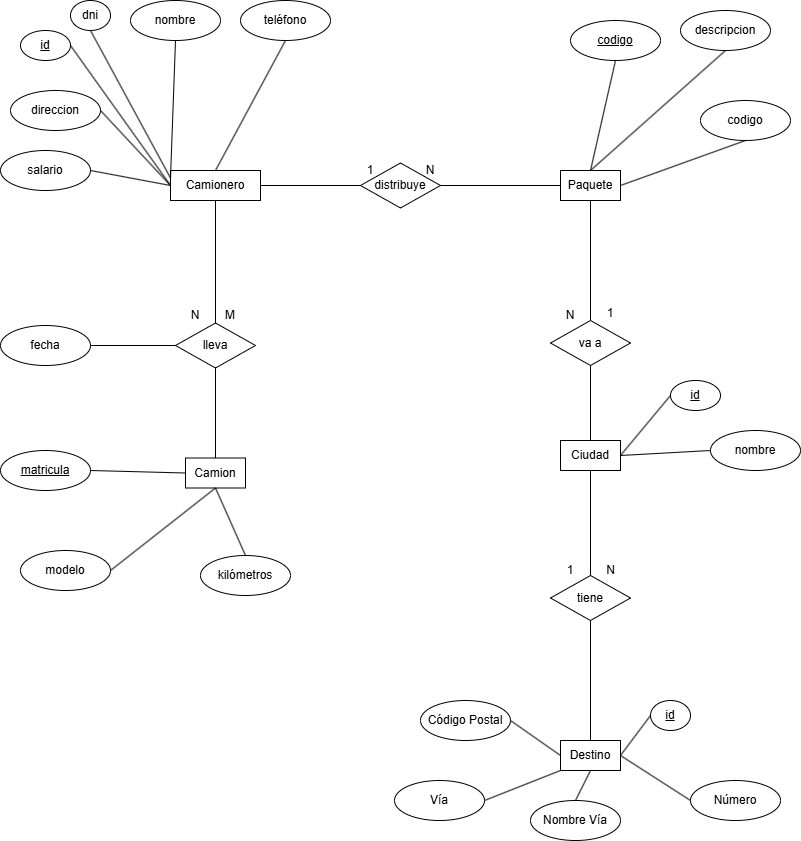 dni
nombre
teléfono
id
direccion
salario
codigo
descripcion
codigo
Camionero
1
distribuye
N
Paquete
N
M
fecha
lleva
N
1
va a
id
nombre
Ciudad
matricula
Camion
modelo
kilómetros
1
N
tiene
Código Postal
id
Destino
Vía
Nombre Vía
Número